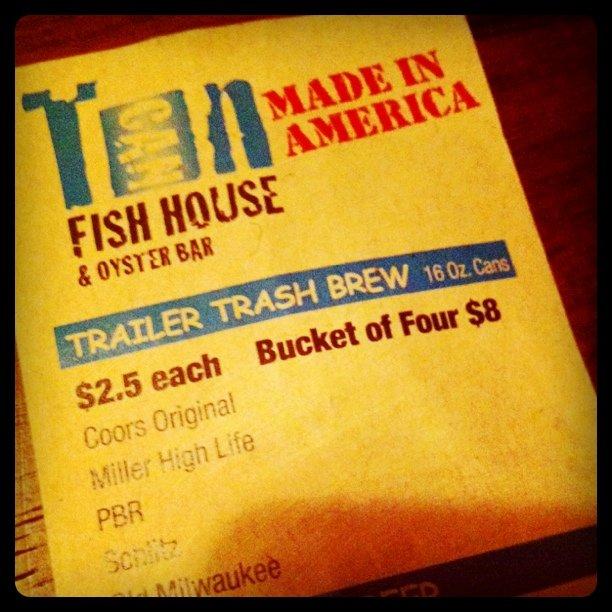 TIN
CAN
MADE IN
AMERICA
FISH HOUSE
& OYSTER BAR
TRAILER TRASH BREW 16 Oz. Cans
$2.5 each Bucket of Four $8
Coors Original
Miller High Life
PBR
Schlitz
Old Milwaukee
BEER